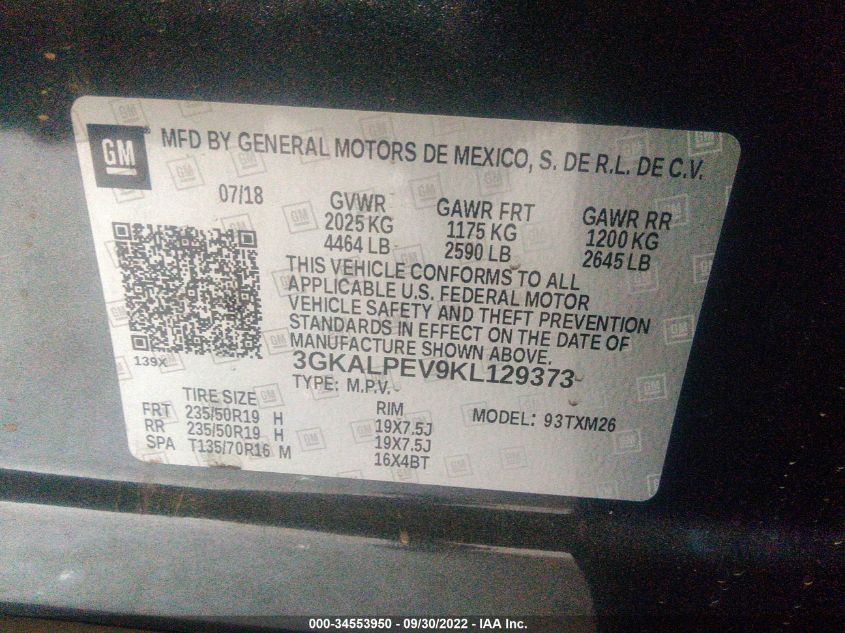 GM ® MFD BY GENERAL MOTORS DE MEXICO, S. DE R.L. DE C.V.
07/18 GVWR GAWR FRT GAWR RR
2025 KG 1175 KG 1200 KG
4464 LB 2590 LB 2645 LB
THIS VEHICLE CONFORMS TO ALL
APPLICABLE U.S. FEDERAL MOTOR
VEHICLE SAFETY AND THEFT PREVENTION
STANDARDS IN EFFECT ON THE DATE OF
MANUFACTURE SHOWN ABOVE.
139X
3GKALPEV9KL129373
TYPE: M.P.V.
TIRE SIZE RIM MODEL: 93TXM26
FRT 235/50R19 H 19X7.5J
RR 235/50R19 H 19X7.5J
SPA T135/70R16 M 16X4BT
000-34553950 - 09/30/2022 - IAA Inc.